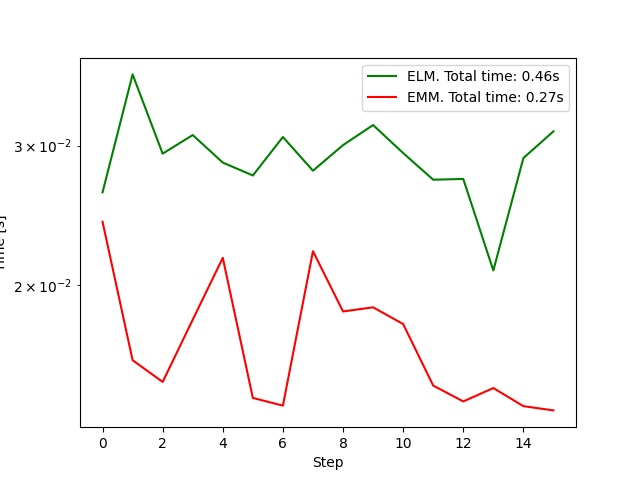 ELM. Total time: 0.46s
EMM. Total time: 0.27s
3 × 10⁻²
2 × 10⁻²
Time [s]
0 2 4 6 8 10 12 14
Step